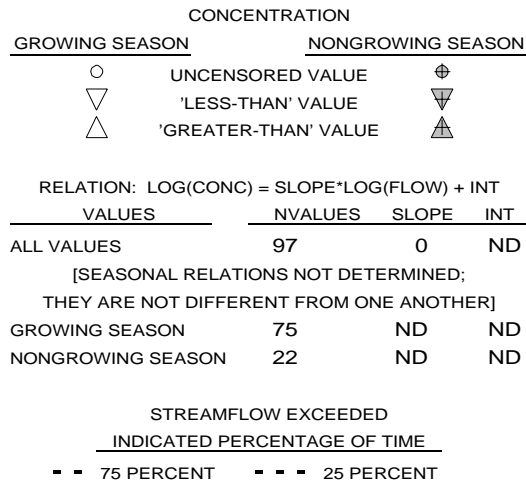 CONCENTRATION
GROWING SEASON NONGROWING SEASON
UNCENSORED VALUE
'LESS-THAN' VALUE
'GREATER-THAN' VALUE
RELATION: LOG(CONC) = SLOPE*LOG(FLOW) + INT
VALUES NVALUES SLOPE INT
ALL VALUES 97 0 ND
[SEASONAL RELATIONS NOT DETERMINED;
THEY ARE NOT DIFFERENT FROM ONE ANOTHER]
GROWING SEASON 75 ND ND
NONGROWING SEASON 22 ND ND
STREAMFLOW EXCEEDED
INDICATED PERCENTAGE OF TIME
75 PERCENT 25 PERCENT